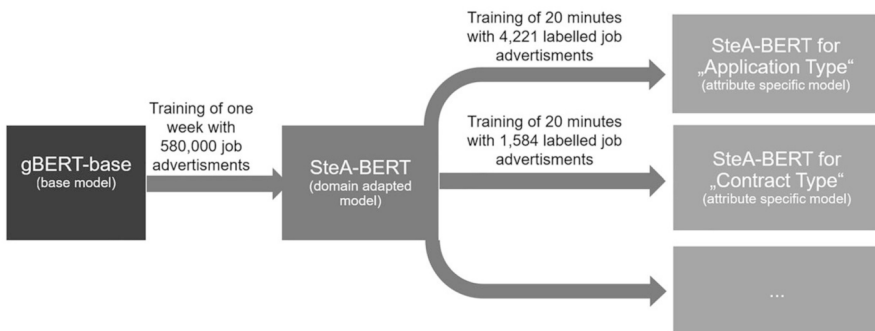 gBERT-base
(base model)
Training of one
week with
580,000 job
advertisments
SteA-BERT
(domain adapted
model)
Training of 20 minutes
with 4,221 labelled job
advertisments
SteA-BERT for
„Application Type“
(attribute specific model)
Training of 20 minutes
with 1,584 labelled job
advertisments
SteA-BERT for
„Contract Type“
(attribute specific model)
...